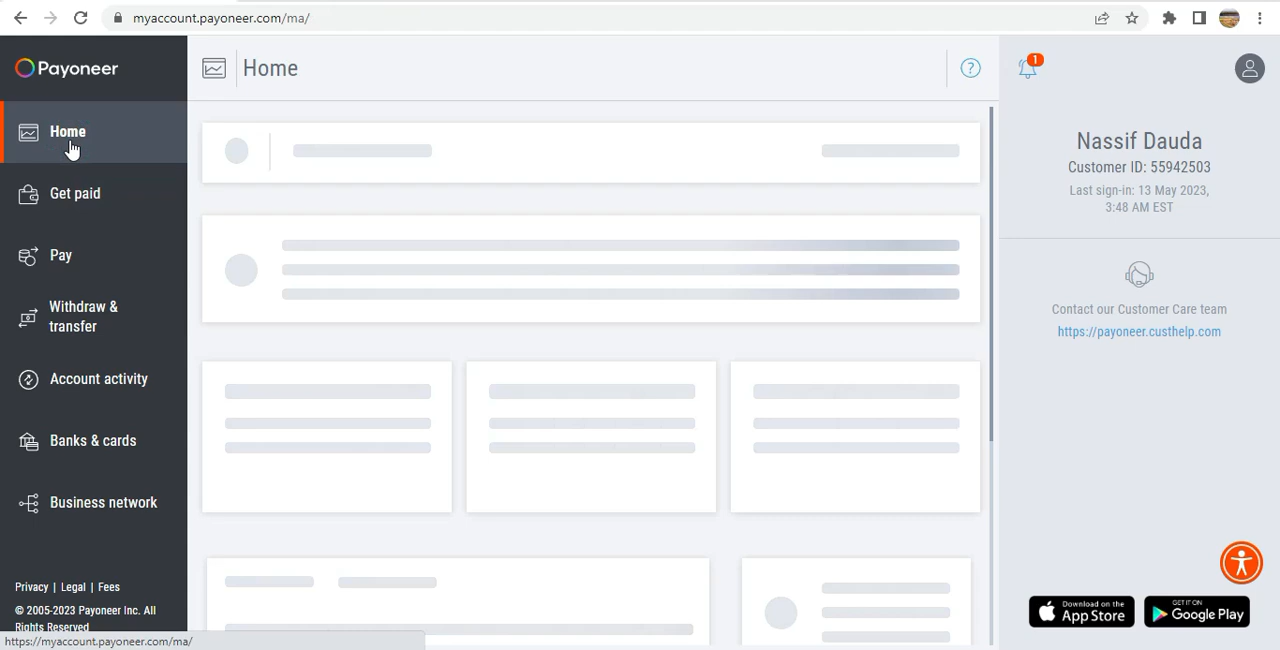 myaccount.payoneer.com/ma/
Payoneer
Home
Get paid
Pay
Withdraw &
transfer
Account activity
Banks & cards
Business network
Privacy | Legal | Fees
© 2005-2023 Payoneer Inc. All
Rights Reserved
https://myaccount.payoneer.com/ma/
Home
?
1
Nassif Dauda
Customer ID: 55942503
Last sign-in: 13 May 2023,
3:48 AM EST
Contact our Customer Care team
https://payoneer.custhelp.com
Download on the
App Store
GET IT ON
Google Play